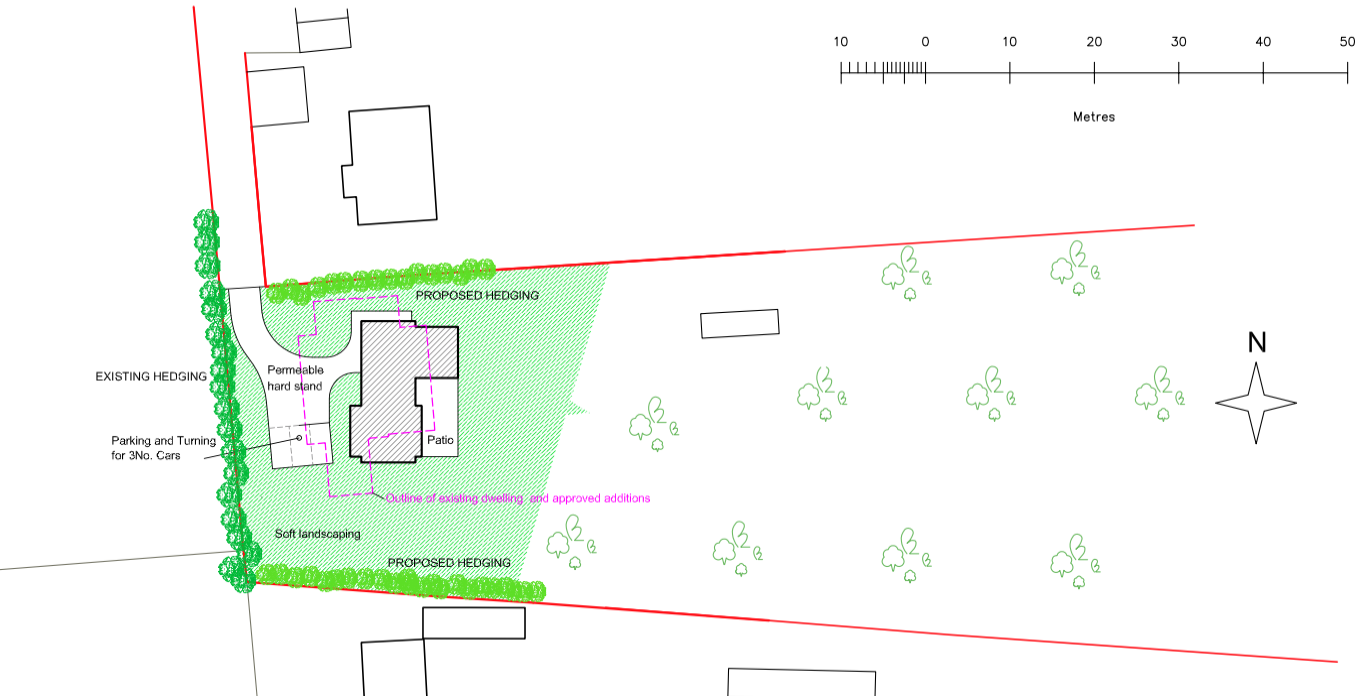 10 0 10 20 30 40 50
Metres
PROPOSED HEDGING
N
Permeable
hard stand
EXISTING HEDGING
Parking and Turning
for 3No. Cars
Patio
Outline of existing dwelling and approved additions
Soft landscaping
PROPOSED HEDGING